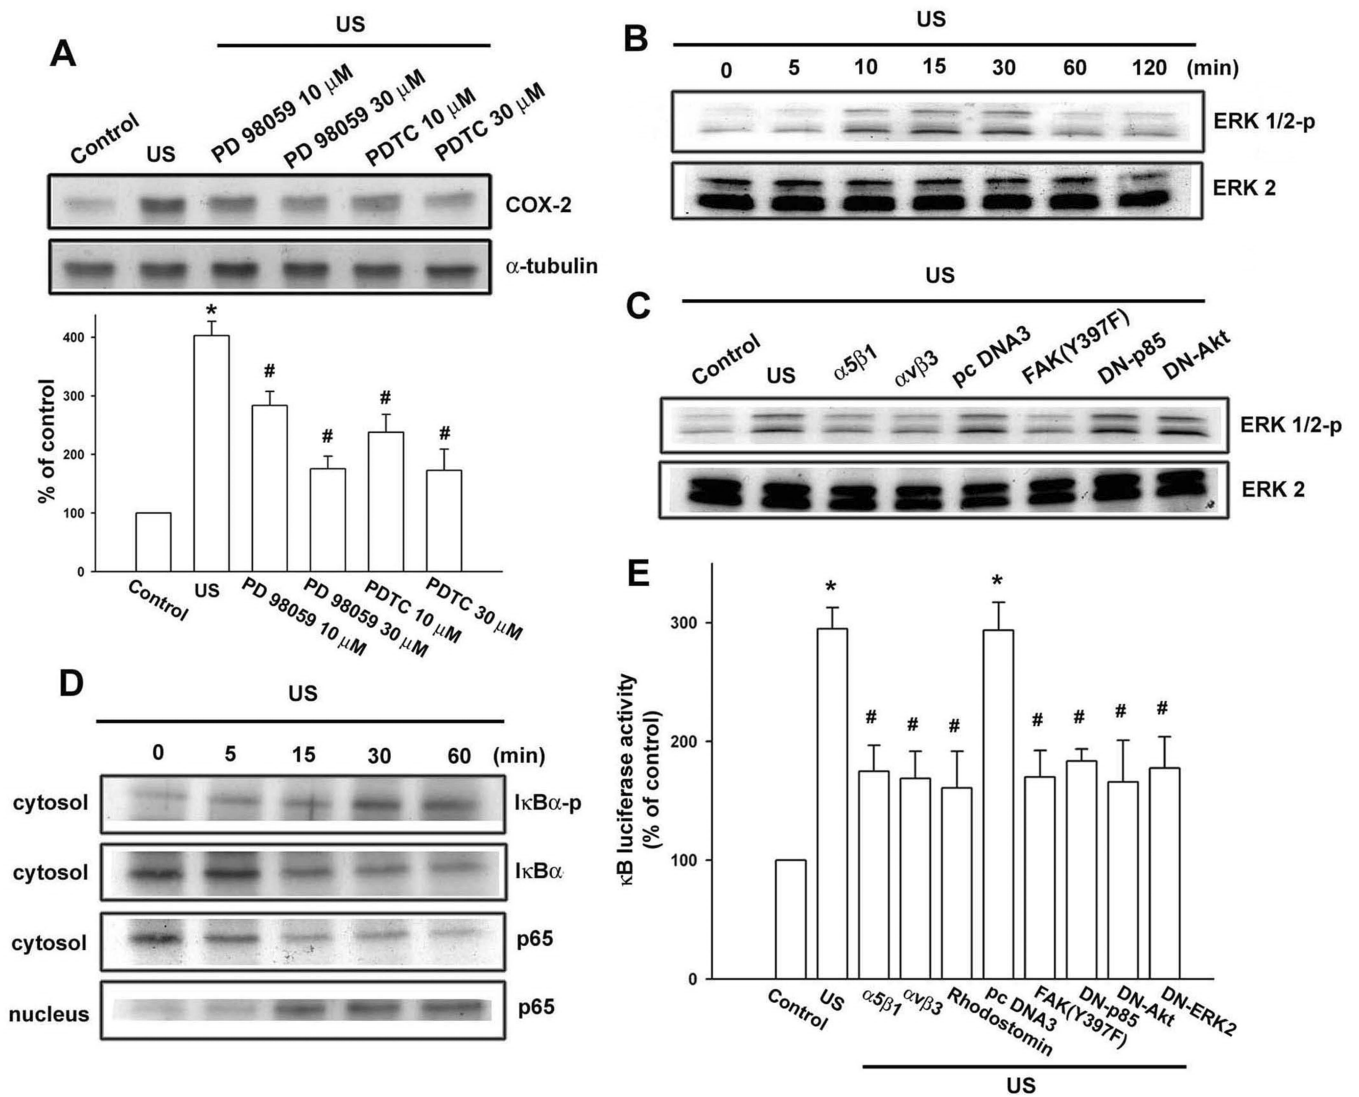 A
US
Control
US
PD 98059 10 μM
PD 98059 30 μM
PDTC 10 μM
PDTC 30 μM
COX-2
α-tubulin
% of control
400
300
200
100
0
*
#
#
#
#
Control
US
PD 98059 10 μM
PD 98059 30 μM
PDTC 10 μM
PDTC 30 μM
B
US
0 5 10 15 30 60 120 (min)
ERK 1/2-p
ERK 2
C
US
Control
US
α5β1
αvβ3
pc DNA3
FAK(Y397F)
DN-p85
DN-Akt
ERK 1/2-p
ERK 2
D
US
0 5 15 30 60 (min)
cytosol IκBα-p
cytosol IκBα
cytosol p65
nucleus p65
E
κB luciferase activity
(% of control)
300
200
100
0
*
#
#
#
*
#
#
#
#
Control
US
α5β1
αvβ3
Rhodostomin
pc DNA3
FAK(Y397F)
DN-p85
DN-Akt
DN-ERK2
US